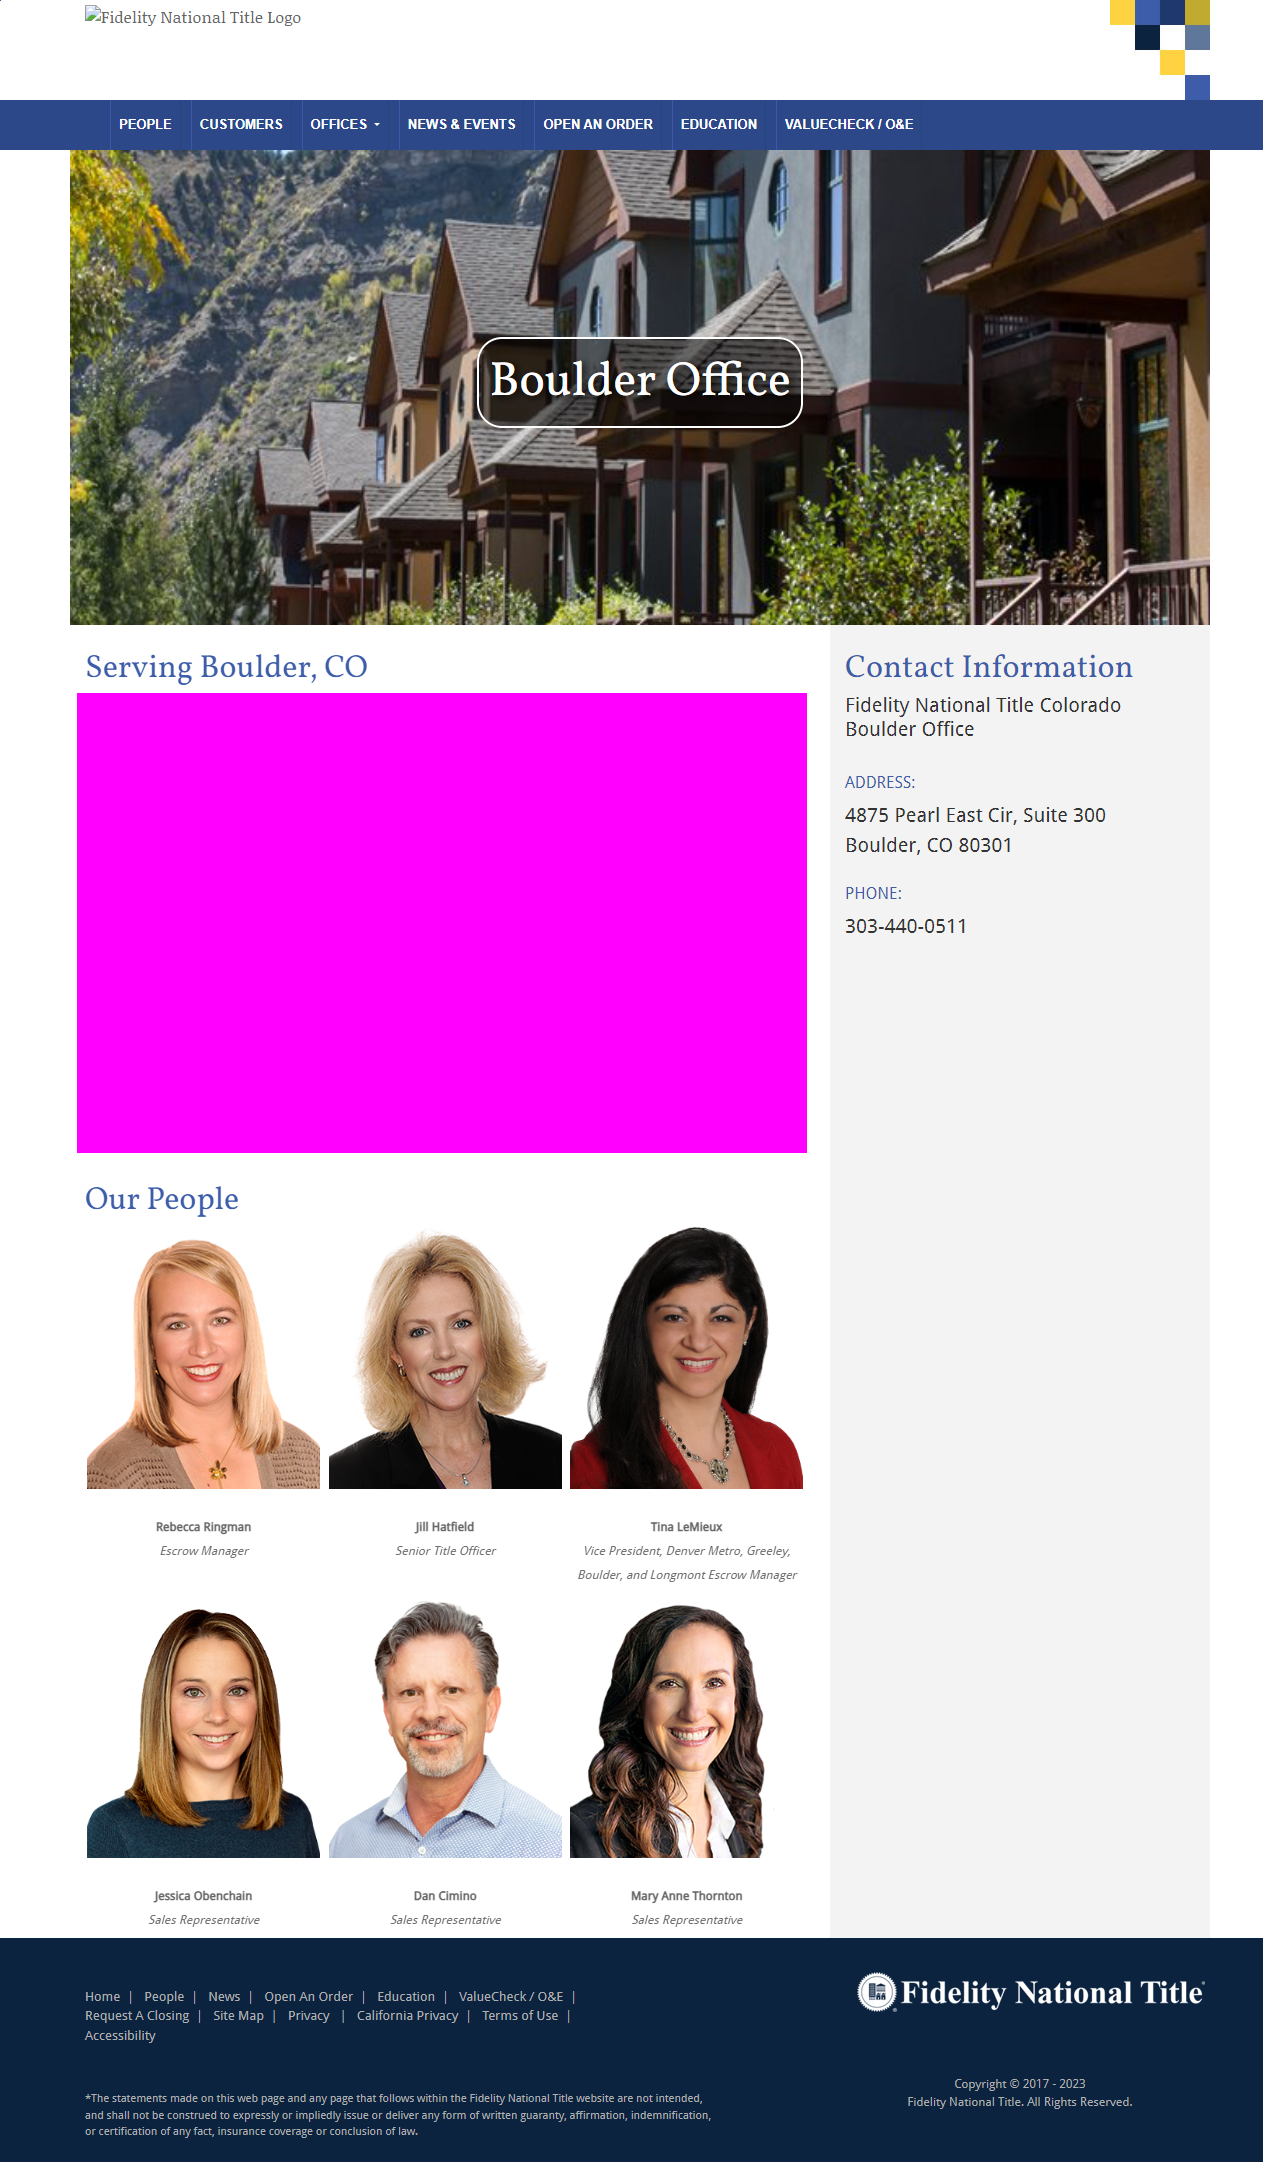 Fidelity National Title Logo
PEOPLE
CUSTOMERS
OFFICES
NEWS & EVENTS
OPEN AN ORDER
EDUCATION
VALUECHECK / O&E
Boulder Office
Serving Boulder, CO
Contact Information
Fidelity National Title Colorado
Boulder Office
ADDRESS:
4875 Pearl East Cir, Suite 300
Boulder, CO 80301
PHONE:
303-440-0511
Our People
Rebecca Ringman
Escrow Manager
Jill Hatfield
Senior Title Officer
Tina LeMieux
Vice President, Denver Metro, Greeley,
Boulder, and Longmont Escrow Manager
Jessica Obenchain
Sales Representative
Dan Cimino
Sales Representative
Mary Anne Thornton
Sales Representative
Home | People | News | Open An Order | Education | ValueCheck / O&E |
Request A Closing | Site Map | Privacy | California Privacy | Terms of Use |
Accessibility
*The statements made on this web page and any page that follows within the Fidelity National Title website are not intended,
and shall not be construed to expressly or impliedly issue or deliver any form of written guaranty, affirmation, indemnification,
or certification of any fact, insurance coverage or conclusion of law.
Fidelity National Title
Copyright © 2017 - 2023
Fidelity National Title. All Rights Reserved.